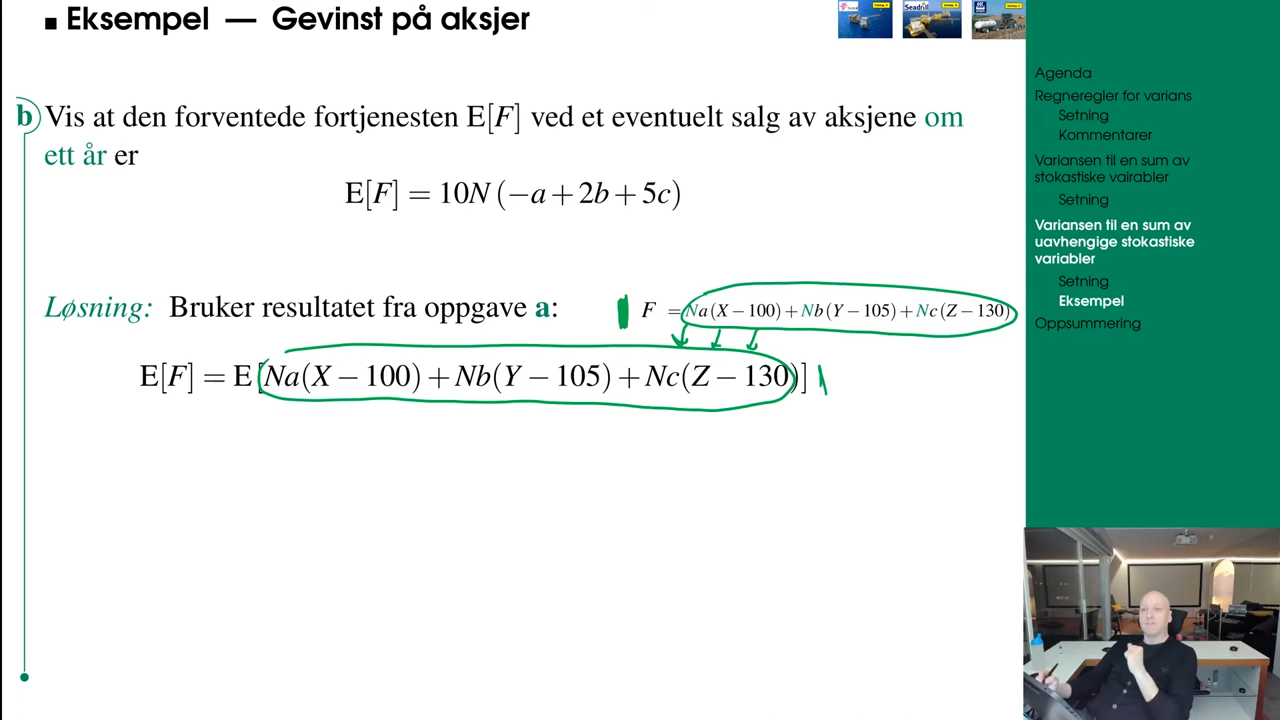 Eksempel — Gevinst på aksjer
Seadrill
b Vis at den forventede fortjenesten E[F] ved et eventuelt salg av aksjene om
ett år er
E[F] = 10N (−a + 2b + 5c)
Løsning: Bruker resultatet fra oppgave a:
F = Na(X − 100) + Nb(Y − 105) + Nc(Z − 130)
E[F] = E[Na(X − 100) + Nb(Y − 105) + Nc(Z − 130)]
Agenda
Regneregler for varians
Setning
Kommentarer
Variansen til en sum av
stokastiske vairabler
Setning
Variansen til en sum av
uavhengige stokastiske
variabler
Setning
Eksempel
Oppsummering